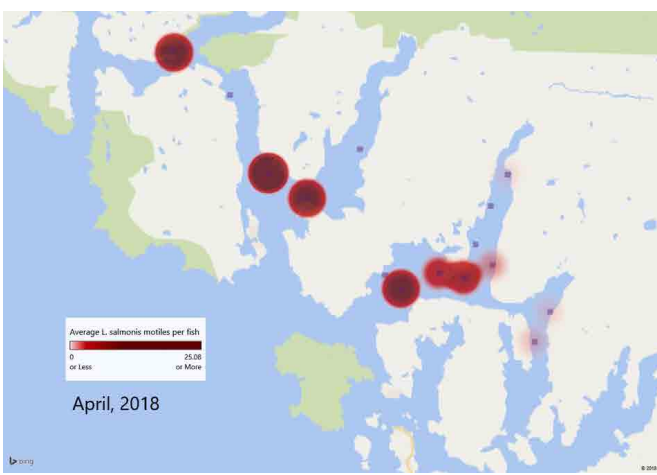 Average L. salmonis motiles per fish
0 25.08
or Less or More
April, 2018
bing
© 2018